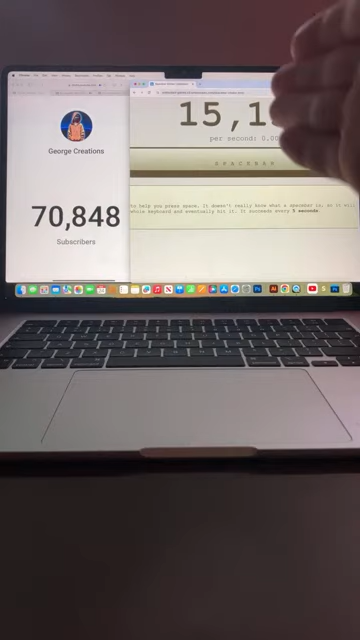 George Creations
70,848
Subscribers
15,1
per second: 0.00
SPACEBAR
to help you press space. It doesn't really know what a spacebar is, so it will
whole keyboard and eventually hit it. It succeeds every 5 seconds.